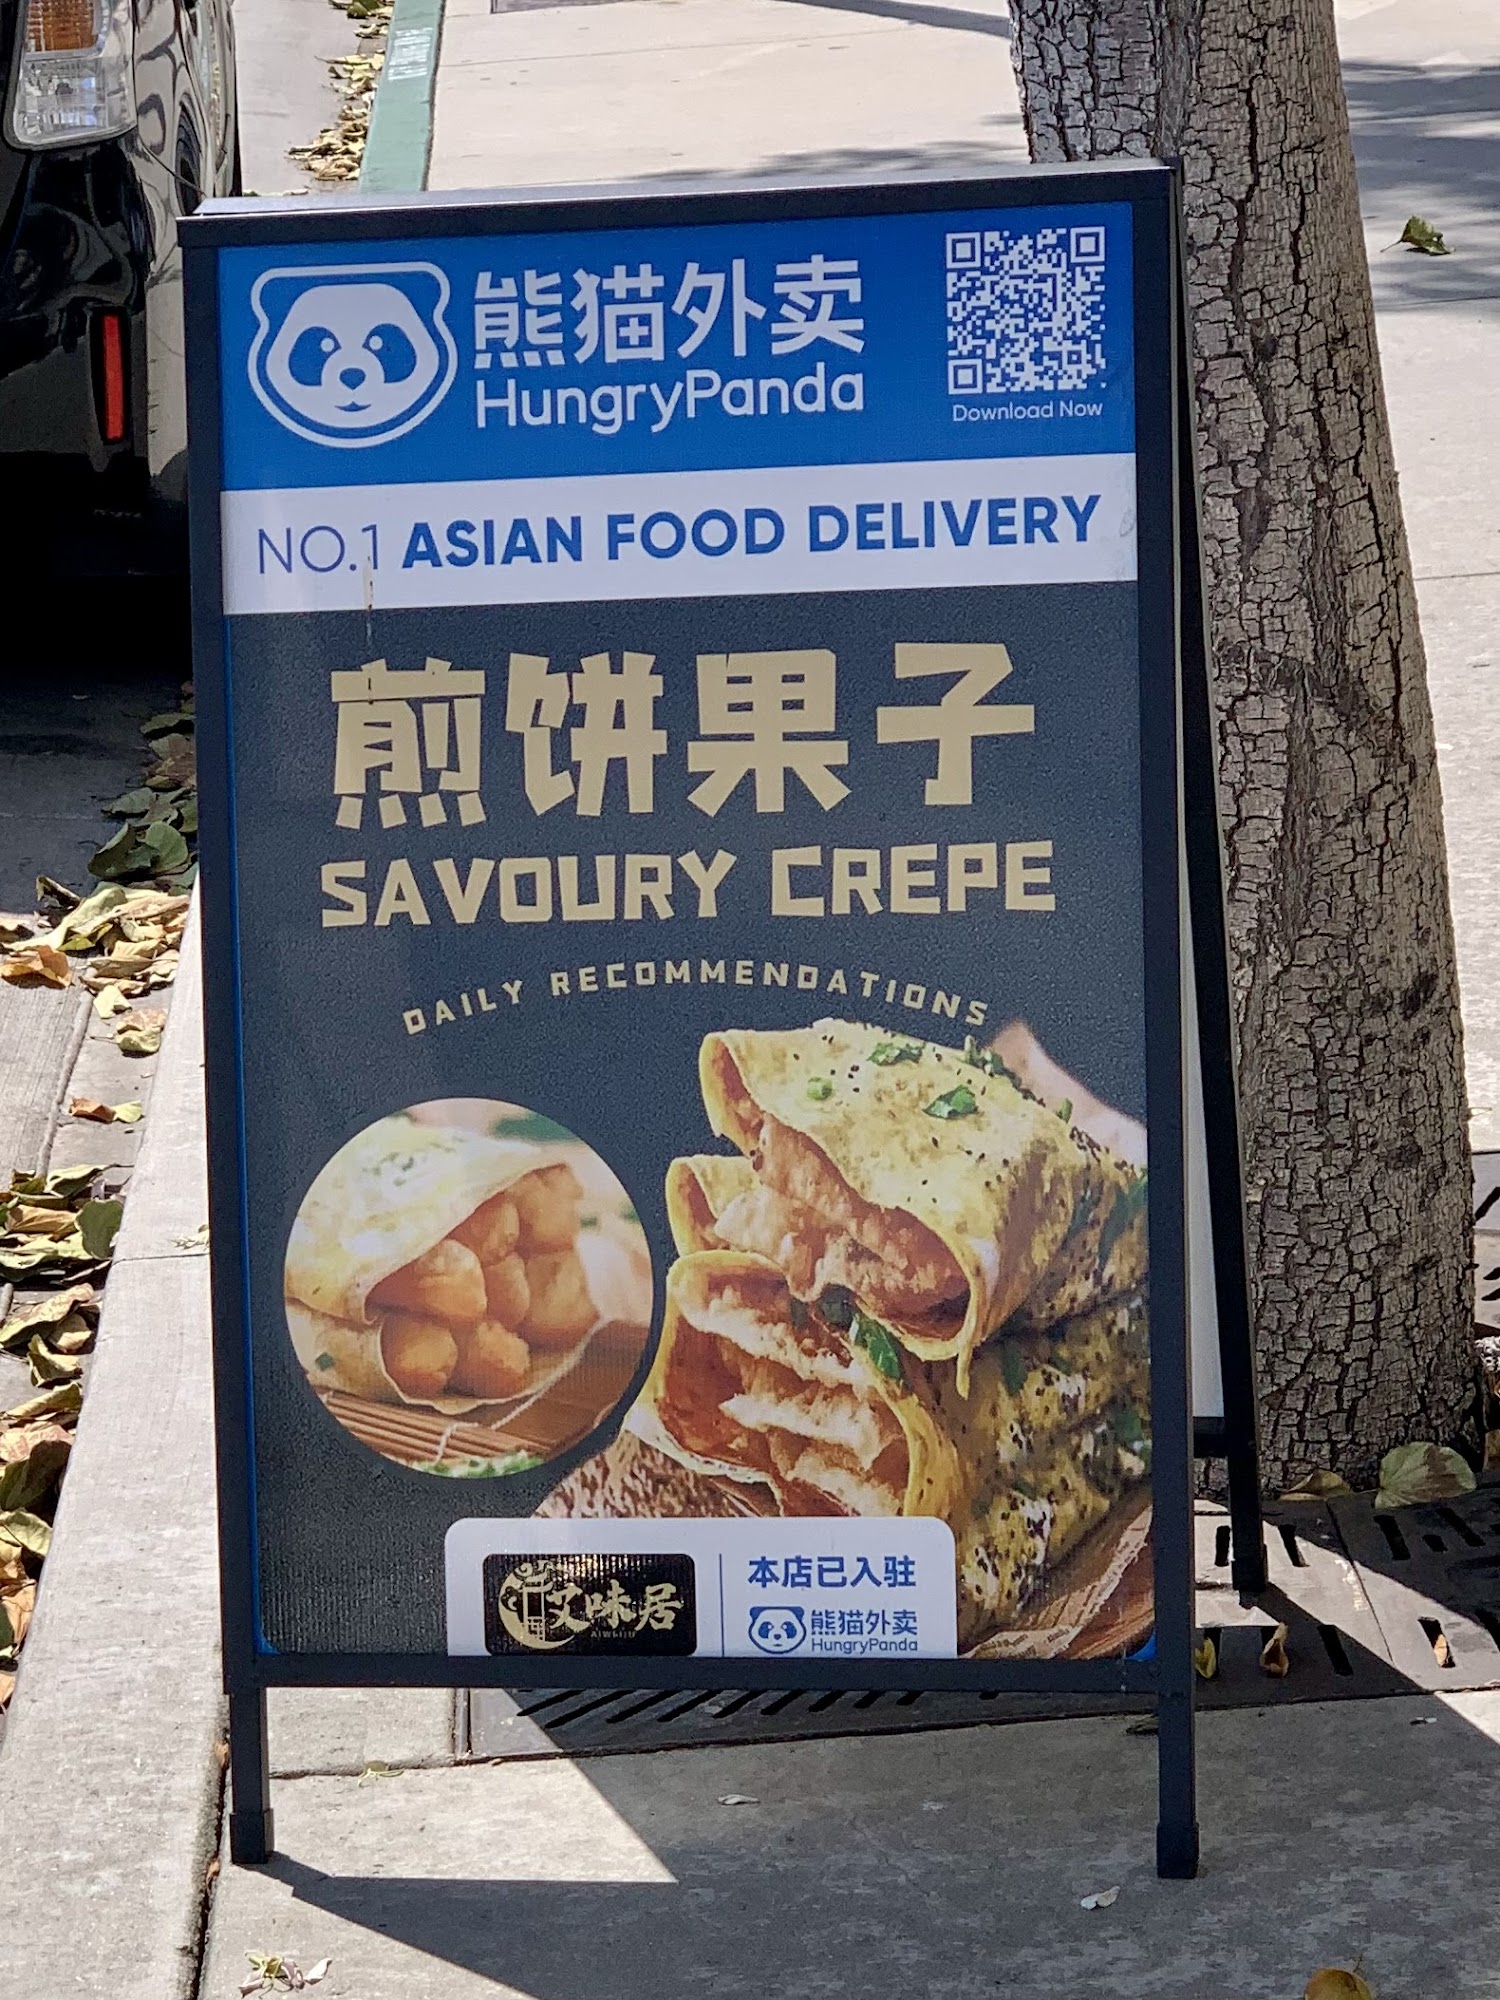 熊猫外卖
HungryPanda
Download Now
NO.1 ASIAN FOOD DELIVERY
煎饼果子
SAVOURY CREPE
DAILY RECOMMENDATIONS
艾味居
AIWEIJU
本店已入驻
熊猫外卖
HungryPanda